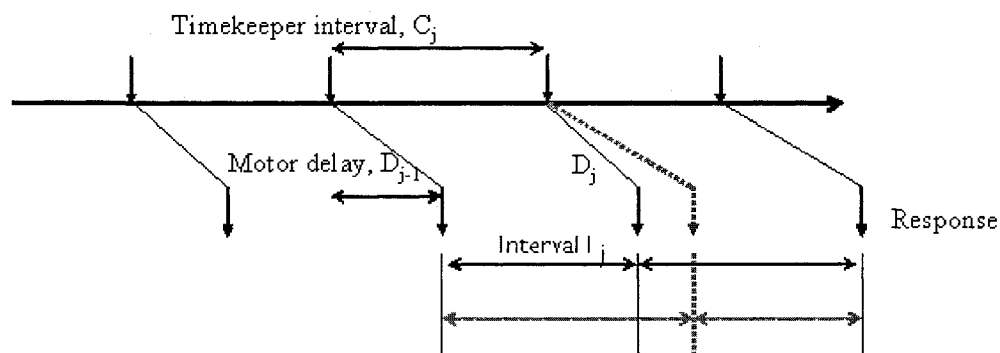 Timekeeper interval, Cj
Motor delay, Dj-1
Dj
Response
Interval Ij